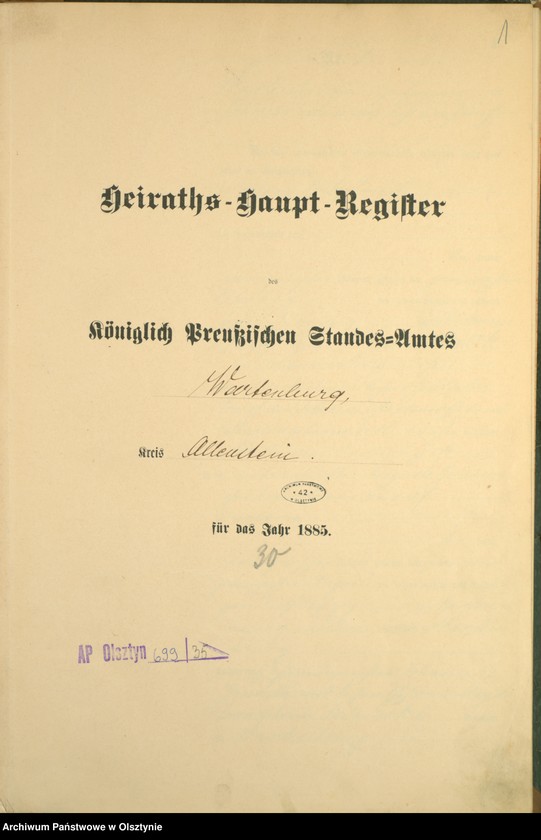 1
Heiraths-Haupt-Register
des
Königlich Preußischen Standes=Amtes
Wartenburg,
Kreis Allenstein.
42
für das Jahr 1885.
30
AP Olsztyn 699/35
Archiwum Państwowe w Olsztynie